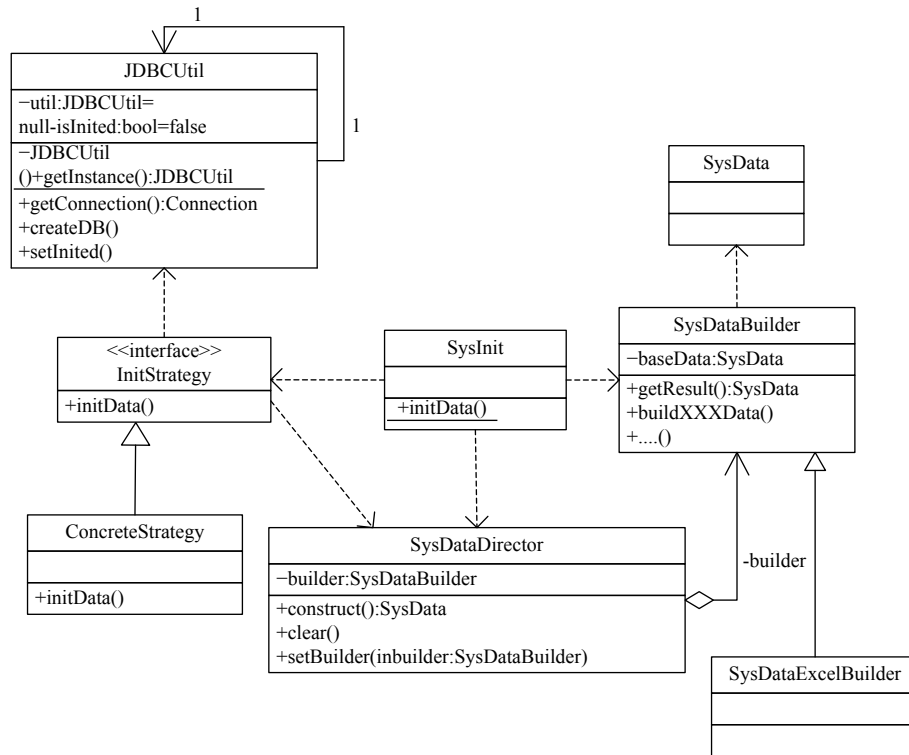 1
JDBCUtil
−util:JDBCUtil=
null-isInited:bool=false
1
−JDBCUtil
()+getInstance():JDBCUtil
+getConnection():Connection
+createDB()
+setInited()
SysData
<<interface>>
InitStrategy
+initData()
SysInit
+initData()
SysDataBuilder
−baseData:SysData
+getResult():SysData
+buildXXXData()
+....()
ConcreteStrategy
+initData()
SysDataDirector
−builder:SysDataBuilder
+construct():SysData
+clear()
+setBuilder(inbuilder:SysDataBuilder)
-builder
SysDataExcelBuilder